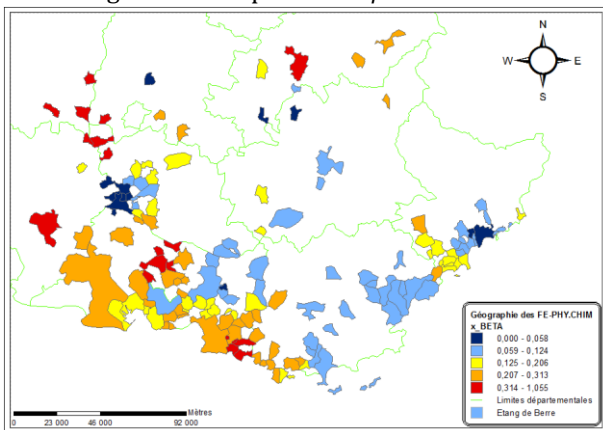 N
W E
S
Géographie des FE-PHY.CHIM
x_BETA
0,000 - 0,058
0,059 - 0,124
0,125 - 0,206
0,207 - 0,313
0,314 - 1,055
Limites départementales
Etang de Berre
Mètres
0 23 000 46 000 92 000